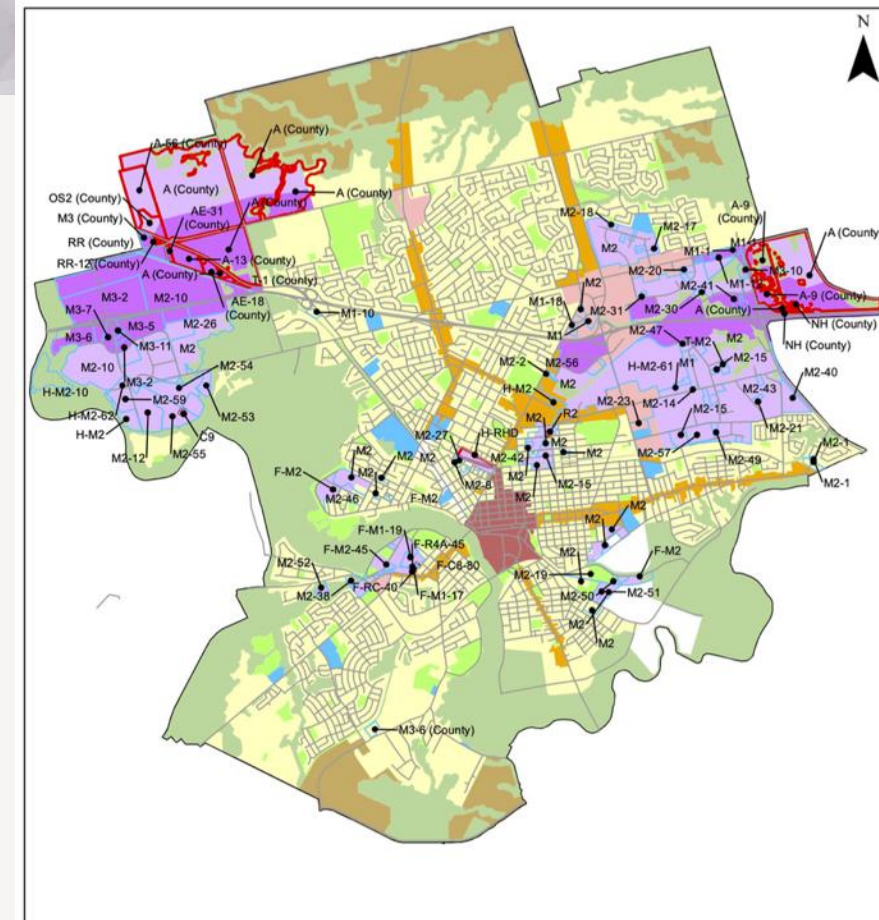 N
A (County)
A-56 (County)
A (County)
A (County)
A (County)
OS2 (County)
AE-31
(County)
M3 (County)
RR (County)
A-13 (County)
A (County)
T-1 (County)
AE-18
(County)
M3-2
M2-10
M3-7
M2-26
M3-5
M3-6
M3-11
M2
M2-10
M2-54
H-M2-10
M3-2
M2-59
M2-53
H-M2-62
H-M2
C9
M2-12
M2-55
M1-10
M2-18
M2-17
M2
A-9
(County)
A (County)
M1-1
M2-20
M3-10
M2
M1-18
M2-31
M2-41
M2-30
A-9 (County)
A (County)
NH (County)
NH (County)
M1
M2-47
M2
T-M2
M2-2
M2-56
M2-15
H-M2-61
M1
M2-40
M2
H-M2
M2-14
M2-43
M2-23
R2
M2
M2-15
M2-21
M2-27
H-RHD
M2-42
M2
M2-57
M2-49
M2-1
M2-1
M2
M2
M2
M2-8
M2
M2-15
F-M2
M2-46
F-M2
M2
M2
F-M1-19
F-R4A-45
F-M2-45
F-C8-80
M2-52
F-RC-40
F-M1-17
M2-38
M2
F-M2
M2-19
M2-50
M2-51
M2
M2
M3-6 (County)